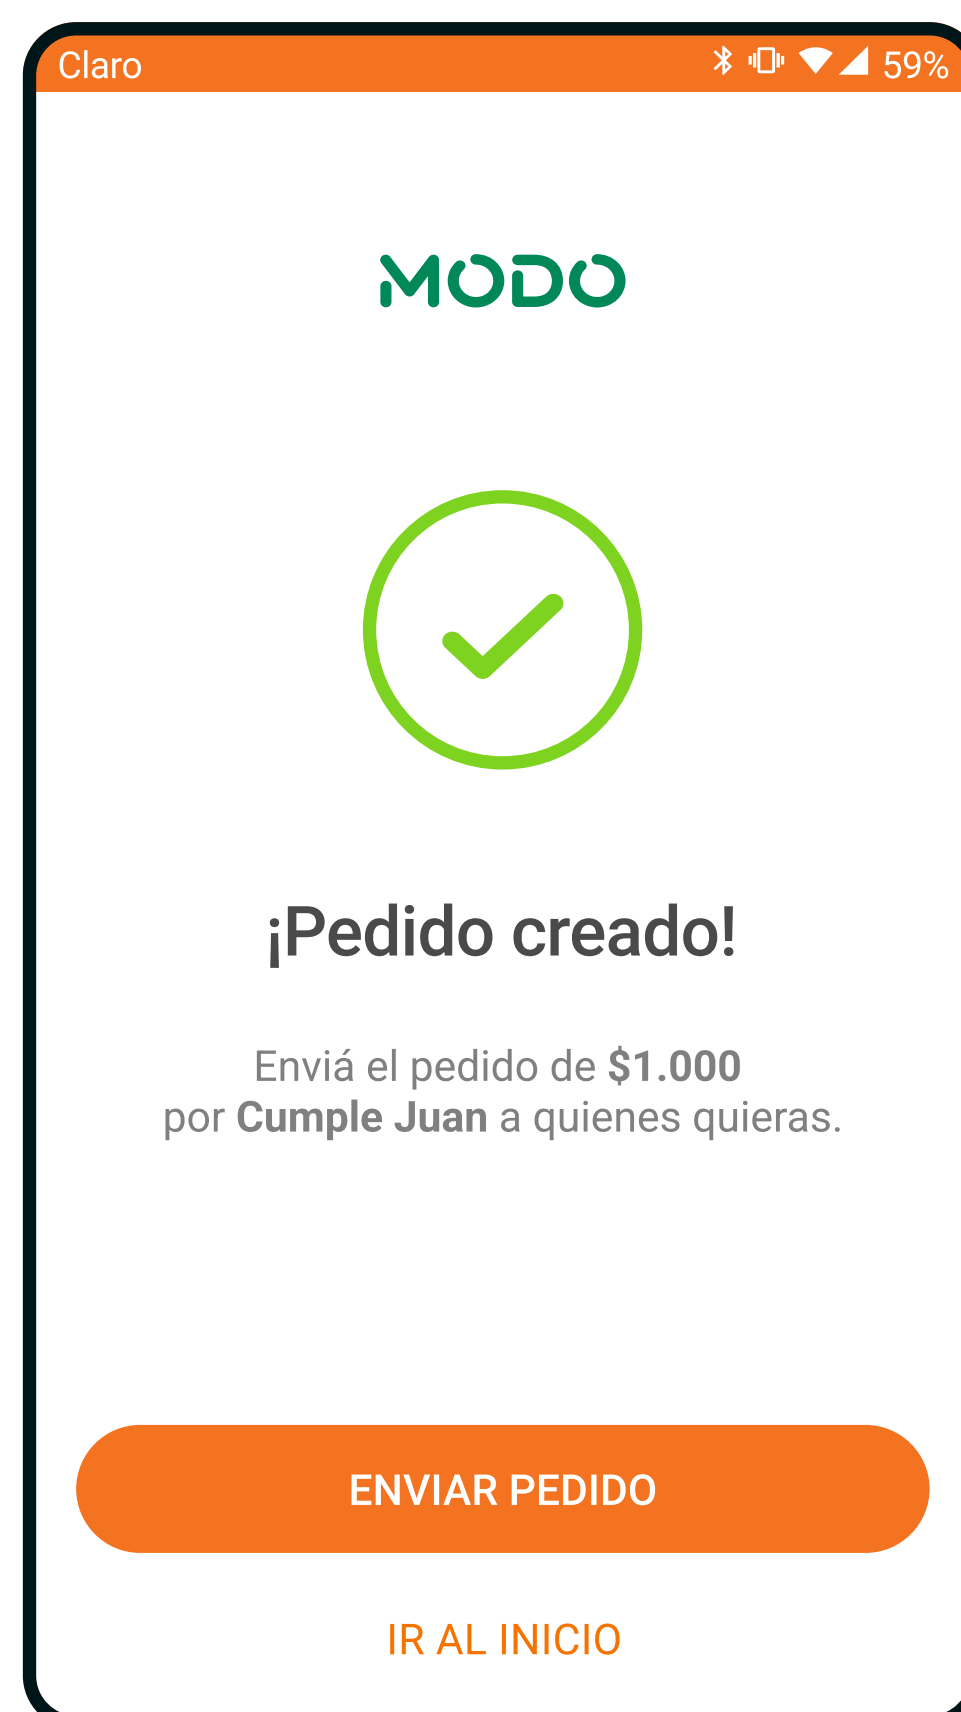 Claro 59%
MODO
¡Pedido creado!
Enviá el pedido de $1.000
por Cumple Juan a quienes quieras.
ENVIAR PEDIDO
IR AL INICIO